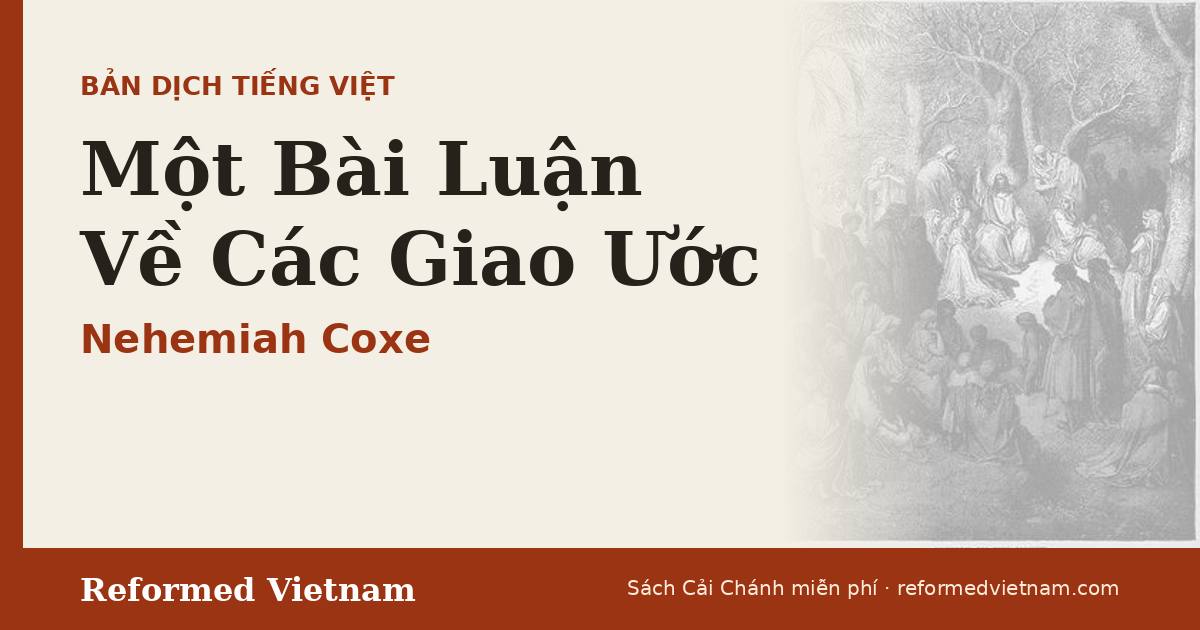 BẢN DỊCH TIẾNG VIỆT
Một Bài Luận
Về Các Giao Ước
Nehemiah Coxe
Reformed Vietnam
Sách Cải Chánh miễn phí · reformedvietnam.com